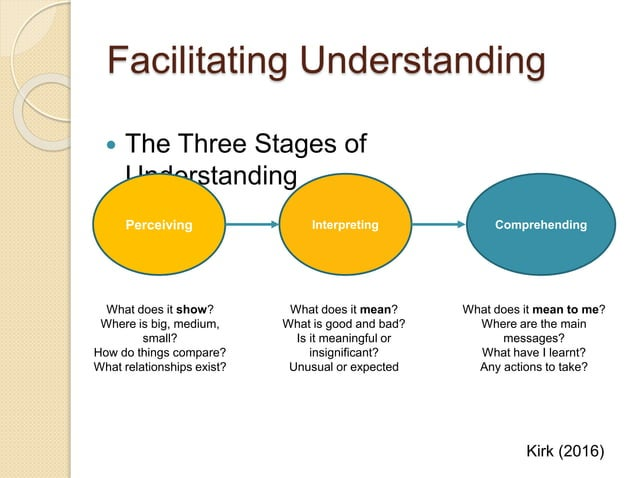 Facilitating Understanding
The Three Stages of
Understanding
Perceiving
Interpreting
Comprehending
What does it show?
Where is big, medium,
small?
How do things compare?
What relationships exist?
What does it mean?
What is good and bad?
Is it meaningful or
insignificant?
Unusual or expected
What does it mean to me?
Where are the main
messages?
What have I learnt?
Any actions to take?
Kirk (2016)